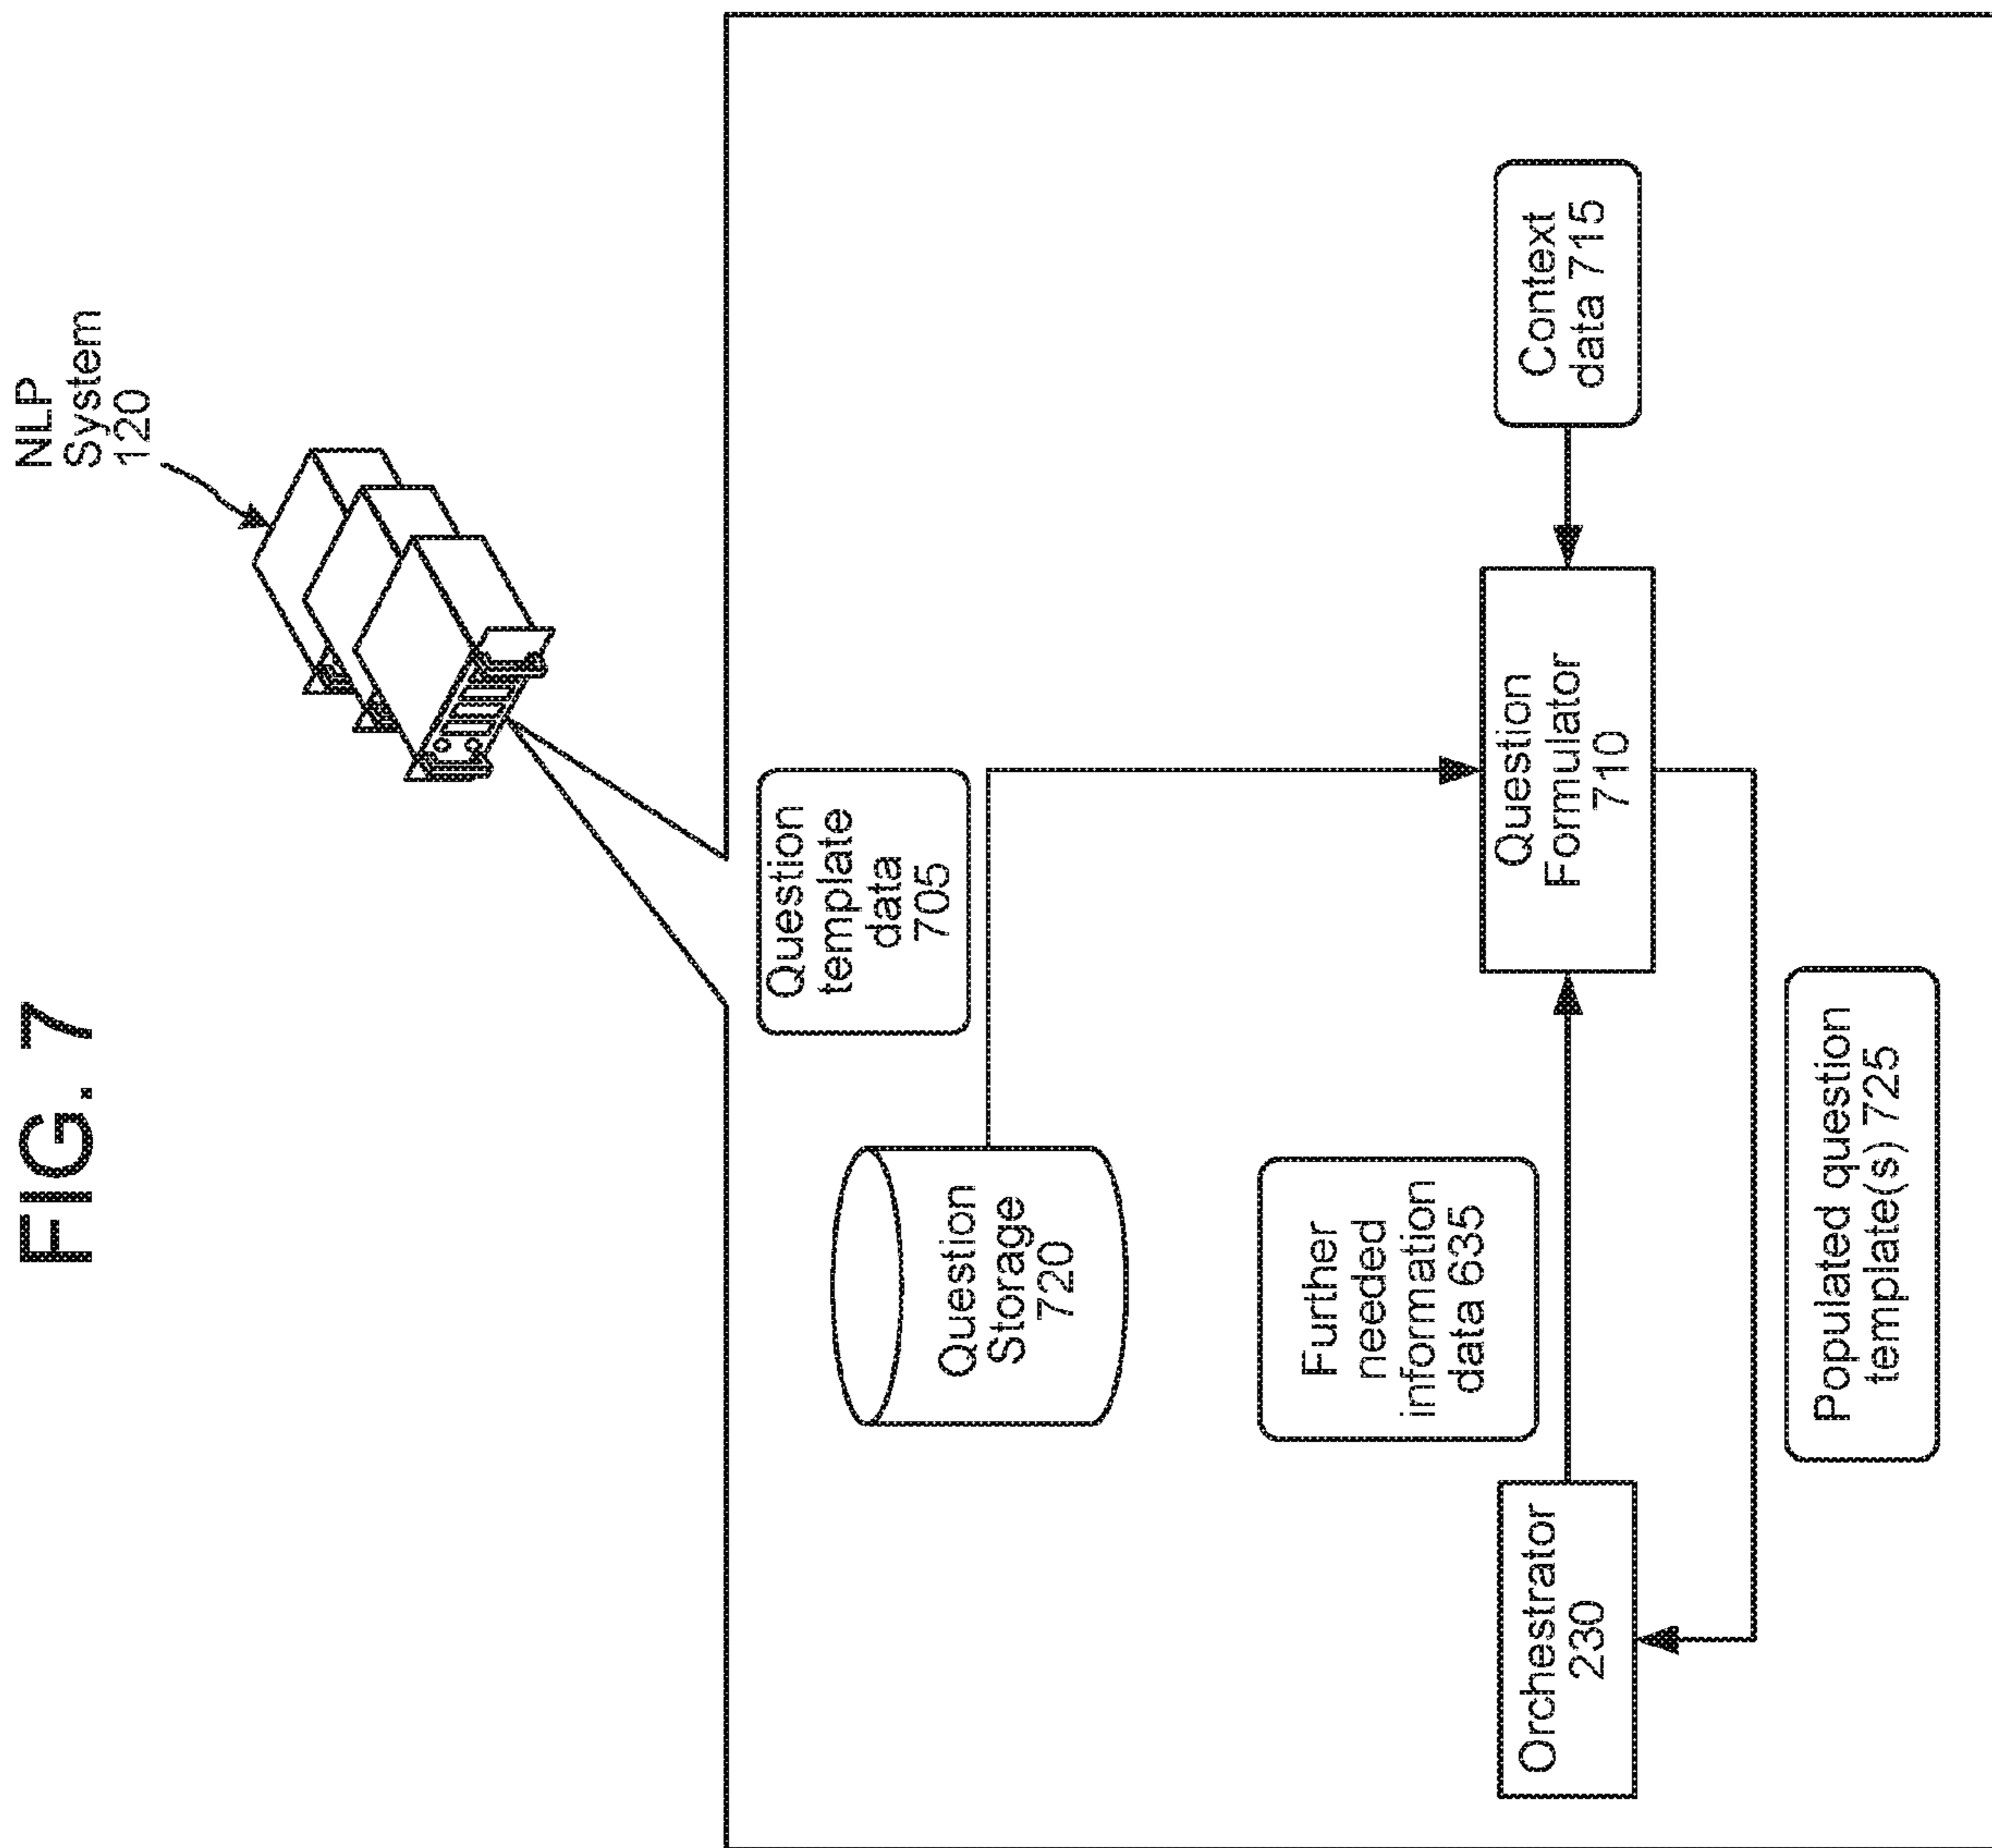 FIG. 7
NLP
System
120
Question
template
data
705
Question
Storage
720
Further
needed
information
data 635
Orchestrator
230
Question
Formulator
710
Context
data 715
Populated question
template(s) 725